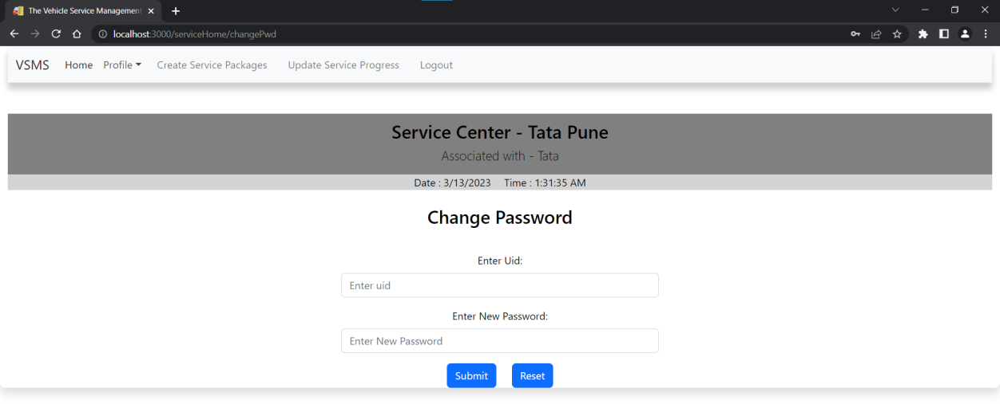 The Vehicle Service Management
localhost:3000/serviceHome/changePwd
VSMS Home Profile Create Service Packages Update Service Progress Logout
Service Center - Tata Pune
Associated with - Tata
Date : 3/13/2023 Time : 1:31:35 AM
Change Password
Enter Uid:
Enter uid
Enter New Password:
Enter New Password
Submit Reset